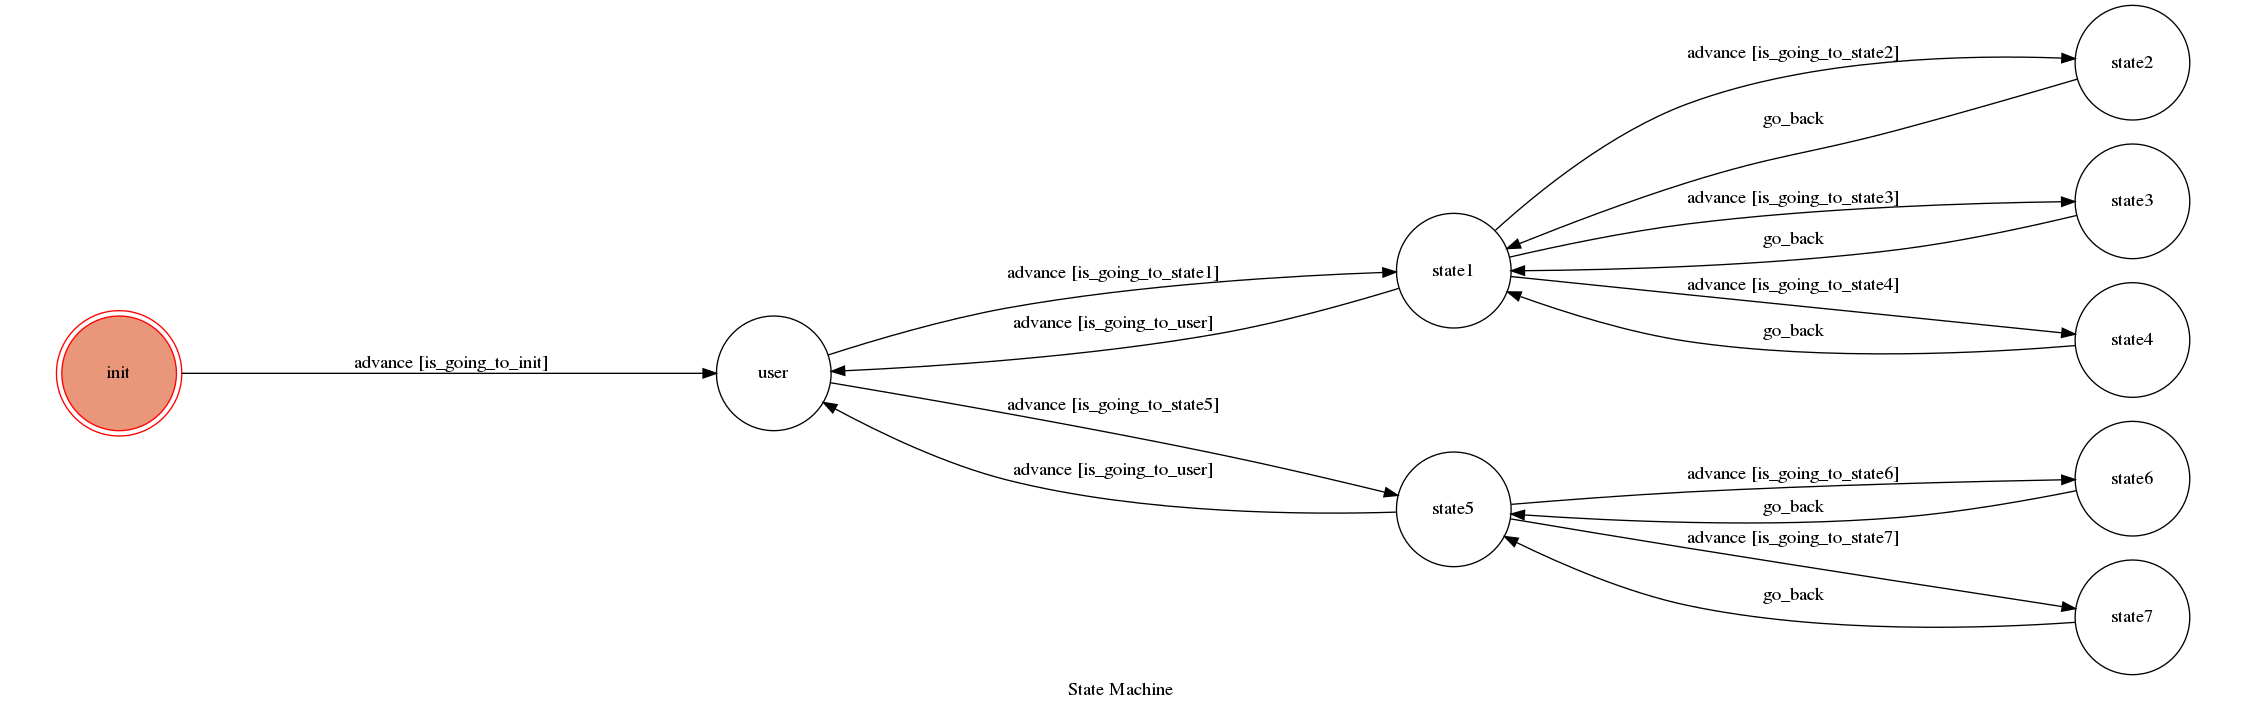 init
advance [is_going_to_init]
user
advance [is_going_to_state1]
advance [is_going_to_user]
advance [is_going_to_state5]
advance [is_going_to_user]
state1
state5
advance [is_going_to_state2]
go_back
advance [is_going_to_state3]
go_back
advance [is_going_to_state4]
go_back
advance [is_going_to_state6]
go_back
advance [is_going_to_state7]
go_back
state2
state3
state4
state6
state7
State Machine